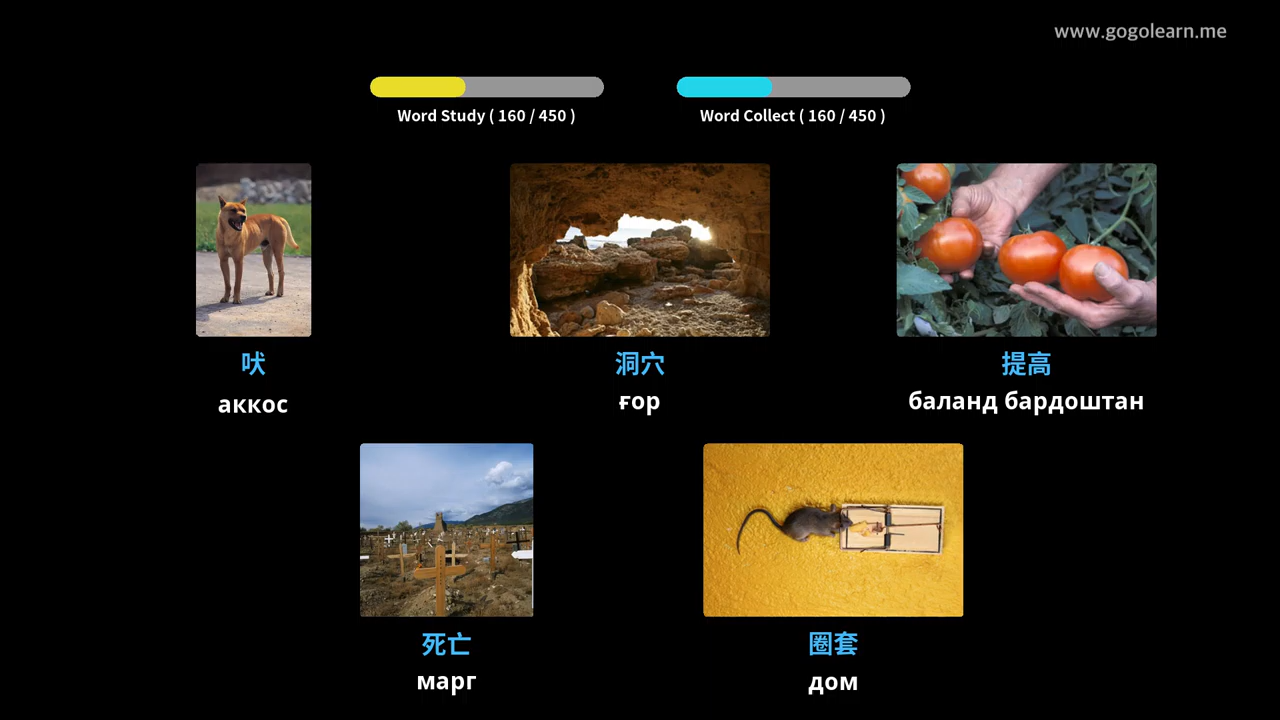 www.gogolearn.me
Word Study ( 160 / 450 )
Word Collect ( 160 / 450 )
吠
аккос
洞穴
ғор
提高
баланд бардоштан
死亡
марг
圈套
дом